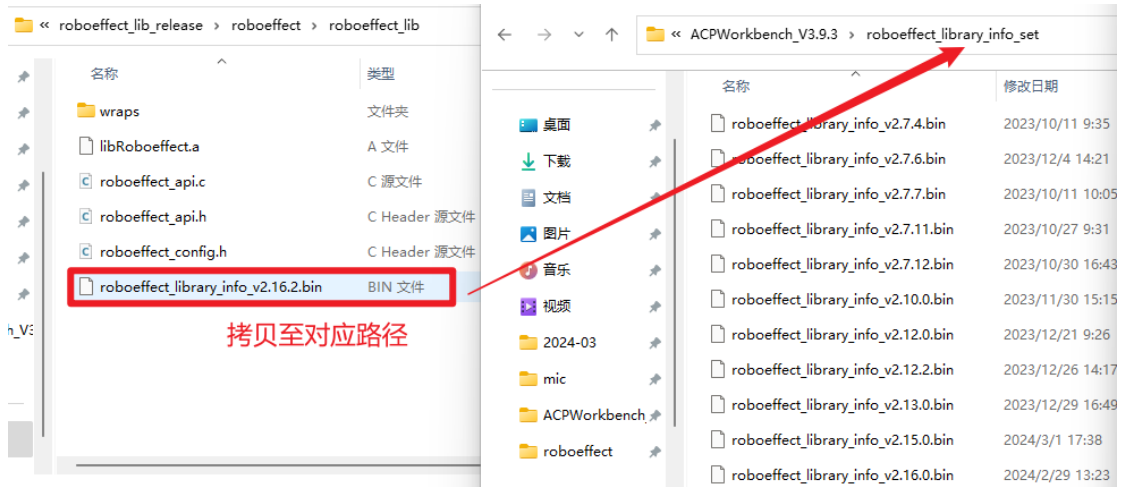 « roboeffect_lib_release › roboeffect › roboeffect_lib
名称 类型
wraps 文件夹
libRoboeffect.a A 文件
roboeffect_api.c C 源文件
roboeffect_api.h C Header 源文件
roboeffect_config.h C Header 源文件
roboeffect_library_info_v2.16.2.bin BIN 文件
拷贝至对应路径
« ACPWorkbench_V3.9.3 › roboeffect_library_info_set
名称 修改日期
桌面
下载
文档
图片
音乐
视频
2024-03
mic
ACPWorkbench
roboeffect
roboeffect_library_info_v2.7.4.bin 2023/10/11 9:35
roboeffect_library_info_v2.7.6.bin 2023/12/4 14:21
roboeffect_library_info_v2.7.7.bin 2023/10/11 10:05
roboeffect_library_info_v2.7.11.bin 2023/10/27 9:31
roboeffect_library_info_v2.7.12.bin 2023/10/30 16:43
roboeffect_library_info_v2.10.0.bin 2023/11/30 15:15
roboeffect_library_info_v2.12.0.bin 2023/12/21 9:26
roboeffect_library_info_v2.12.2.bin 2023/12/26 14:17
roboeffect_library_info_v2.13.0.bin 2023/12/29 16:49
roboeffect_library_info_v2.15.0.bin 2024/3/1 17:38
roboeffect_library_info_v2.16.0.bin 2024/2/29 13:23